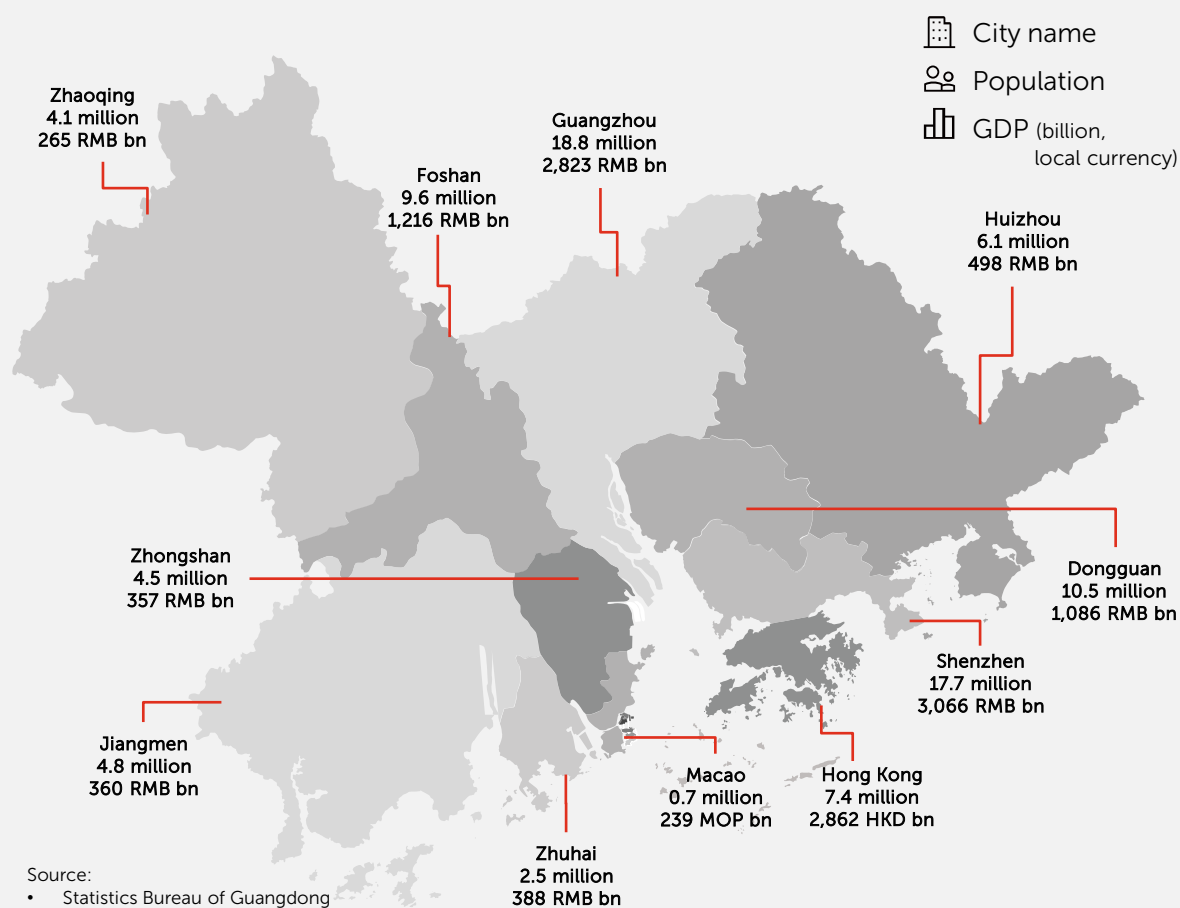 City name
Population
GDP (billion,
local currency)
Zhaoqing
4.1 million
265 RMB bn
Foshan
9.6 million
1,216 RMB bn
Guangzhou
18.8 million
2,823 RMB bn
Huizhou
6.1 million
498 RMB bn
Zhongshan
4.5 million
357 RMB bn
Dongguan
10.5 million
1,086 RMB bn
Shenzhen
17.7 million
3,066 RMB bn
Jiangmen
4.8 million
360 RMB bn
Macao
0.7 million
239 MOP bn
Hong Kong
7.4 million
2,862 HKD bn
Zhuhai
2.5 million
388 RMB bn
Source:
• Statistics Bureau of Guangdong